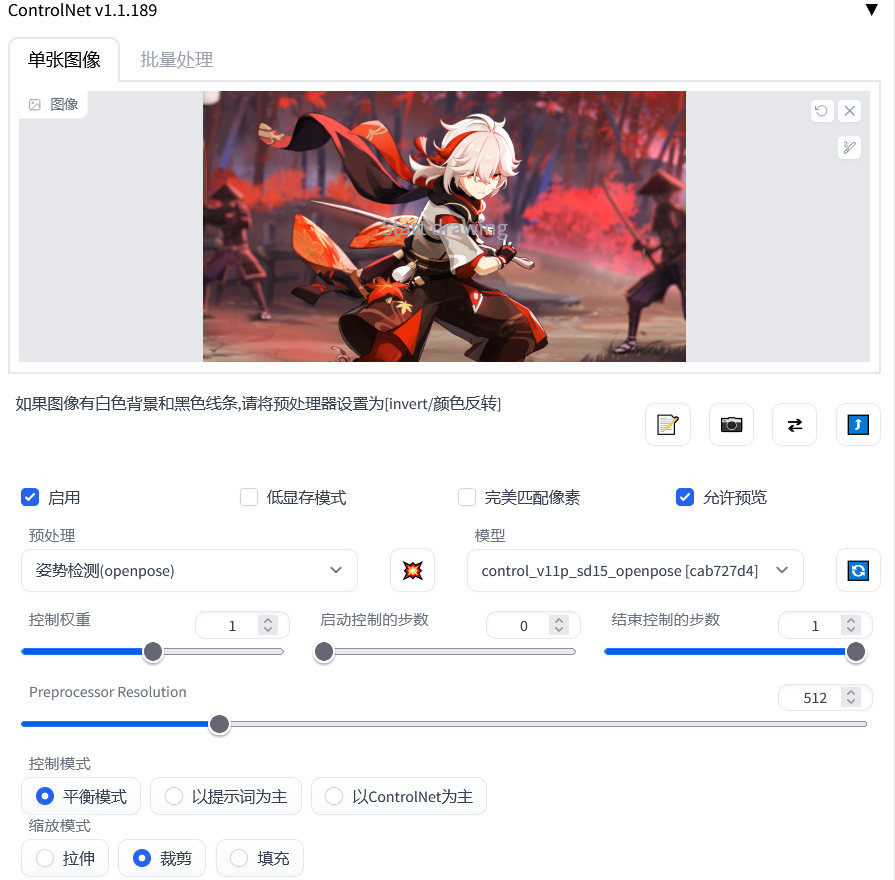 ControlNet v1.1.189
▼
单张图像 批量处理
图像
Start drawing
如果图像有白色背景和黑色线条,请将预处理器设置为[invert/颜色反转]
启用 低显存模式 完美匹配像素 允许预览
预处理 模型
姿势检测(openpose) control_v11p_sd15_openpose [cab727d4]
控制权重 1 启动控制的步数 0 结束控制的步数 1
Preprocessor Resolution 512
控制模式
平衡模式 以提示词为主 以ControlNet为主
缩放模式
拉伸 裁剪 填充